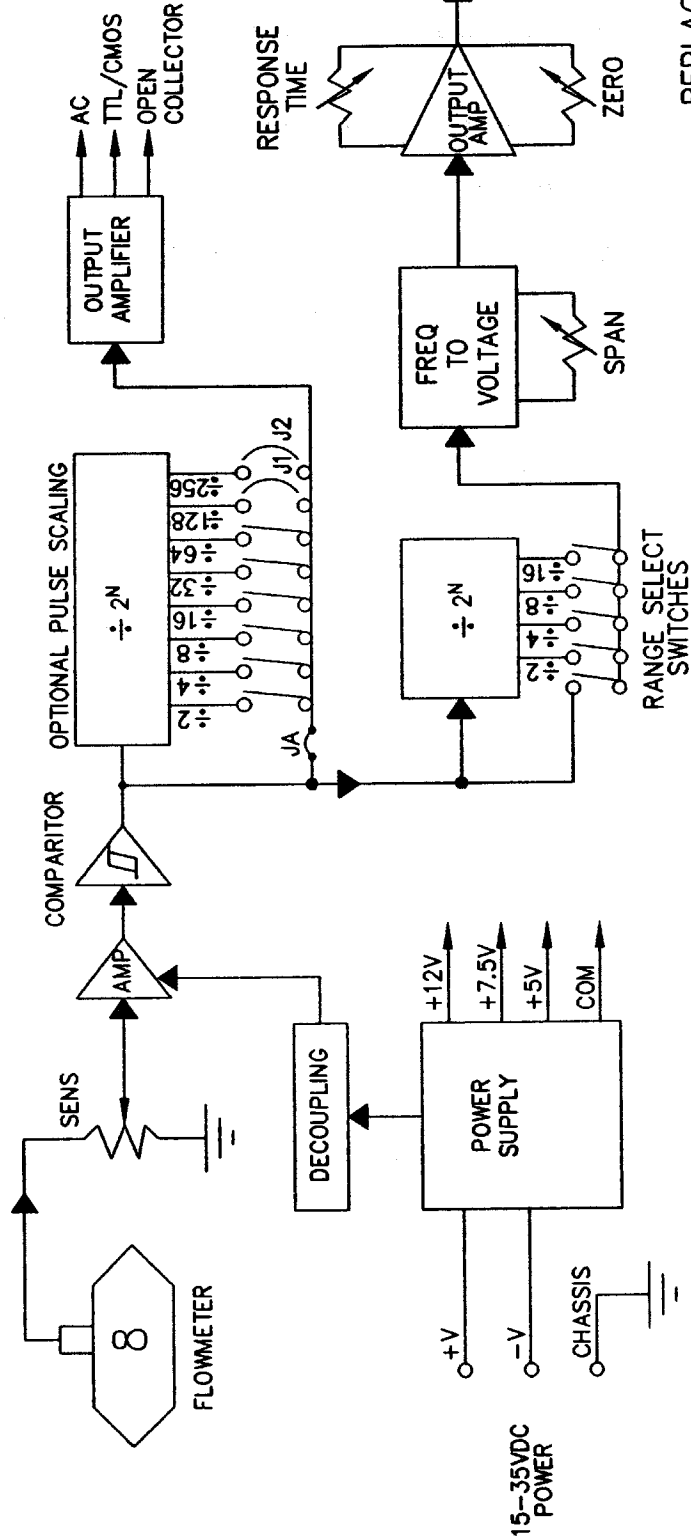 FLOWMETER
8
SENS
AMP
COMPARITOR
OPTIONAL PULSE SCALING
÷ 2ᴺ
÷2
÷4
÷8
÷16
÷32
÷64
÷128
÷256
J1
J2
JA
OUTPUT
AMPLIFIER
AC
TTL/CMOS
OPEN
COLLECTOR
15-35VDC
POWER
+V
-V
CHASSIS
POWER
SUPPLY
DECOUPLING
+12V
+7.5V
+5V
COM
÷ 2ᴺ
÷2
÷4
÷8
÷16
RANGE SELECT
SWITCHES
FREQ
TO
VOLTAGE
SPAN
OUTPUT
AMP
RESPONSE
TIME
ZERO